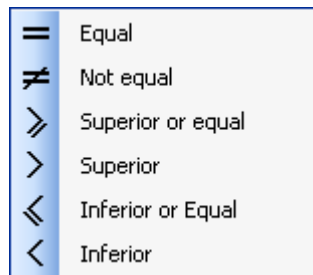 = Equal
≠ Not equal
⩾ Superior or equal
> Superior
⩽ Inferior or Equal
< Inferior